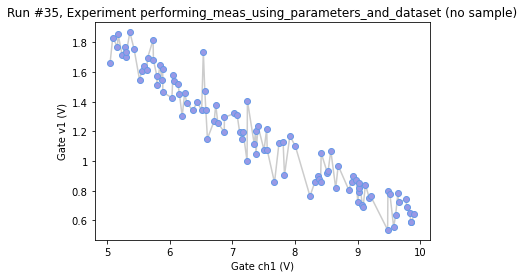 Run #35, Experiment performing_meas_using_parameters_and_dataset (no sample)
Gate v1 (V)
1.8
1.6
1.4
1.2
1
0.8
0.6
5 6 7 8 9 10
Gate ch1 (V)